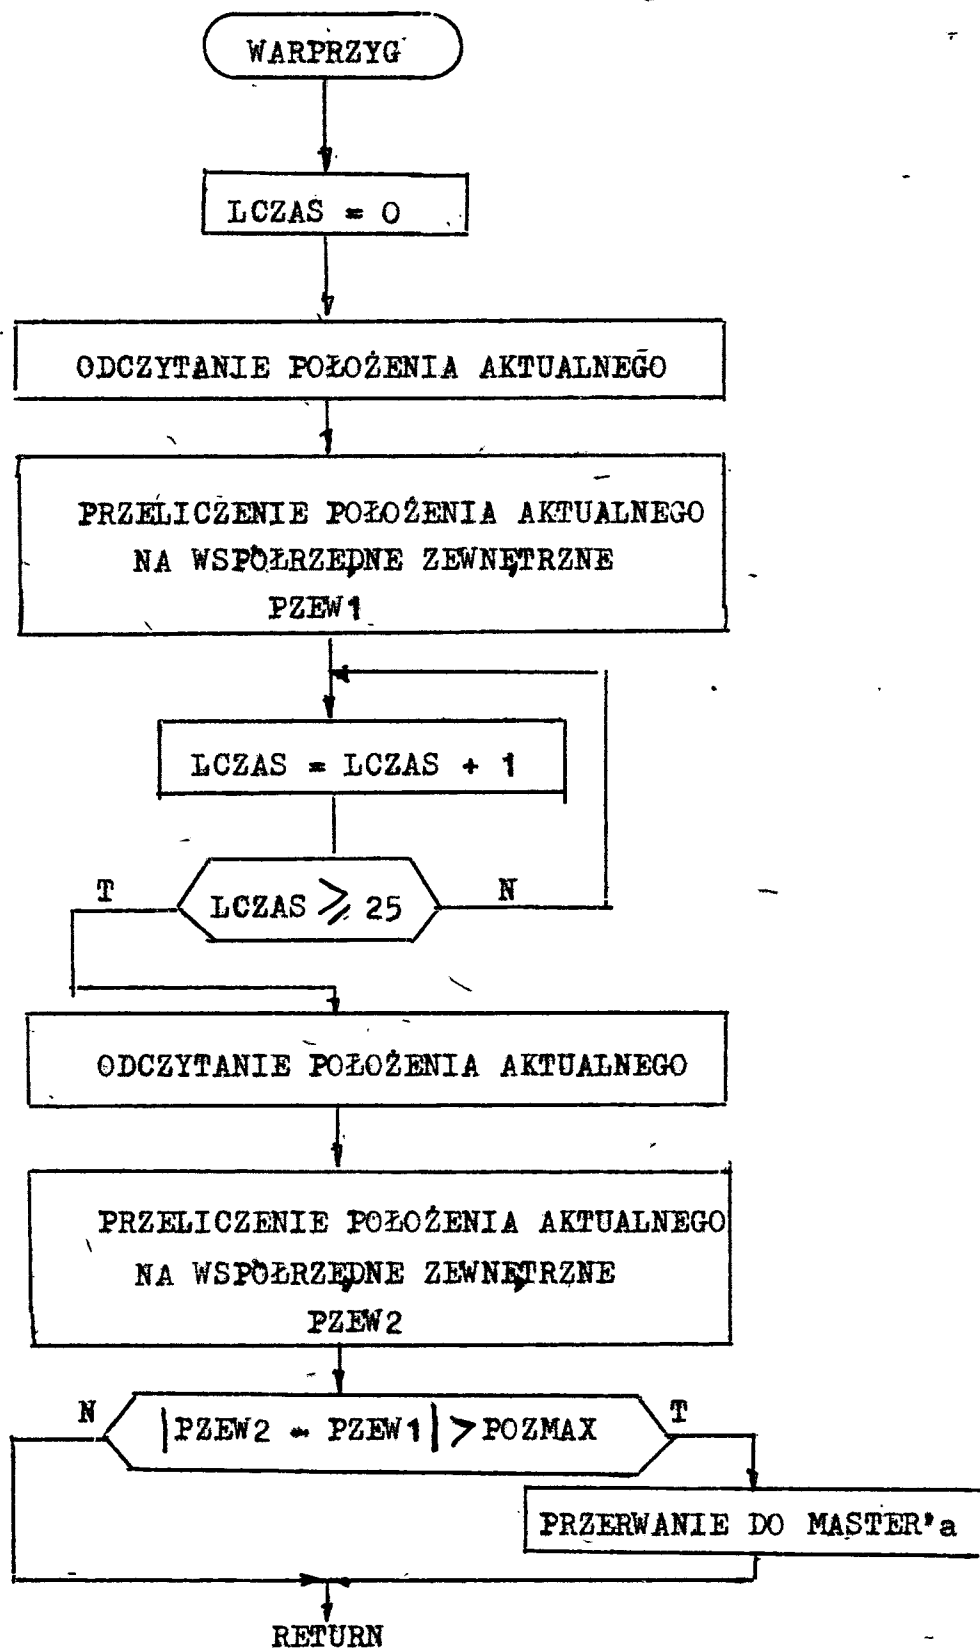 WARPRZYG
LCZAS = 0
ODCZYTANIE POŁOŻENIA AKTUALNEGO
PRZELICZENIE POŁOŻENIA AKTUALNEGO
NA WSPÓŁRZĘDNE ZEWNĘTRZNE
PZEW1
LCZAS = LCZAS + 1
T
LCZAS ⩾ 25
N
ODCZYTANIE POŁOŻENIA AKTUALNEGO
PRZELICZENIE POŁOŻENIA AKTUALNEGO
NA WSPÓŁRZĘDNE ZEWNĘTRZNE
PZEW2
N
|PZEW2 - PZEW1| > POZMAX
T
PRZERWANIE DO MASTER'a
RETURN